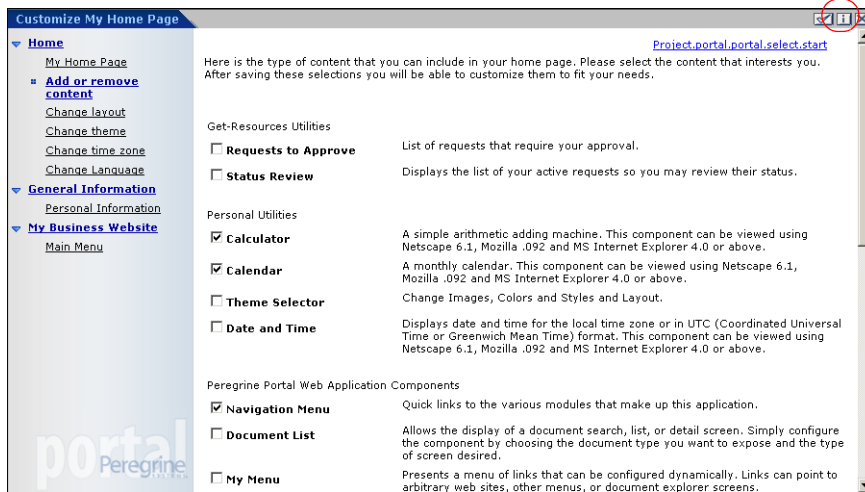 Customize My Home Page
Home
My Home Page
Add or remove
content
Change layout
Change theme
Change time zone
Change Language
General Information
Personal Information
My Business Website
Main Menu
portal
Peregrine
SYSTEMS
Project.portal.portal.select.start
Here is the type of content that you can include in your home page. Please select the content that interests you.
After saving these selections you will be able to customize them to fit your needs.
Get-Resources Utilities
Requests to Approve
List of requests that require your approval.
Status Review
Displays the list of your active requests so you may review their status.
Personal Utilities
Calculator
A simple arithmetic adding machine. This component can be viewed using
Netscape 6.1, Mozilla .092 and MS Internet Explorer 4.0 or above.
Calendar
A monthly calendar. This component can be viewed using Netscape 6.1,
Mozilla .092 and MS Internet Explorer 4.0 or above.
Theme Selector
Change Images, Colors and Styles and Layout.
Date and Time
Displays date and time for the local time zone or in UTC (Coordinated Universal
Time or Greenwich Mean Time) format. This component can be viewed using
Netscape 6.1, Mozilla .092 and MS Internet Explorer 4.0 or above.
Peregrine Portal Web Application Components
Navigation Menu
Quick links to the various modules that make up this application.
Document List
Allows the display of a document search, list, or detail screen. Simply configure
the component by choosing the document type you want to expose and the type
of screen desired.
My Menu
Presents a menu of links that can be configured dynamically. Links can point to
arbitrary web sites, other menus, or document explorer screens.